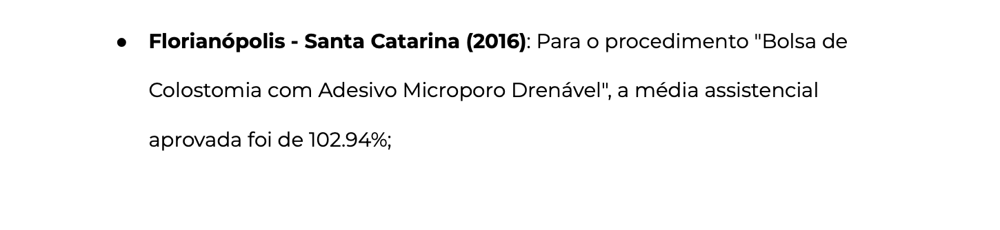 ● Florianópolis - Santa Catarina (2016): Para o procedimento "Bolsa de
Colostomia com Adesivo Microporo Drenável", a média assistencial
aprovada foi de 102.94%;